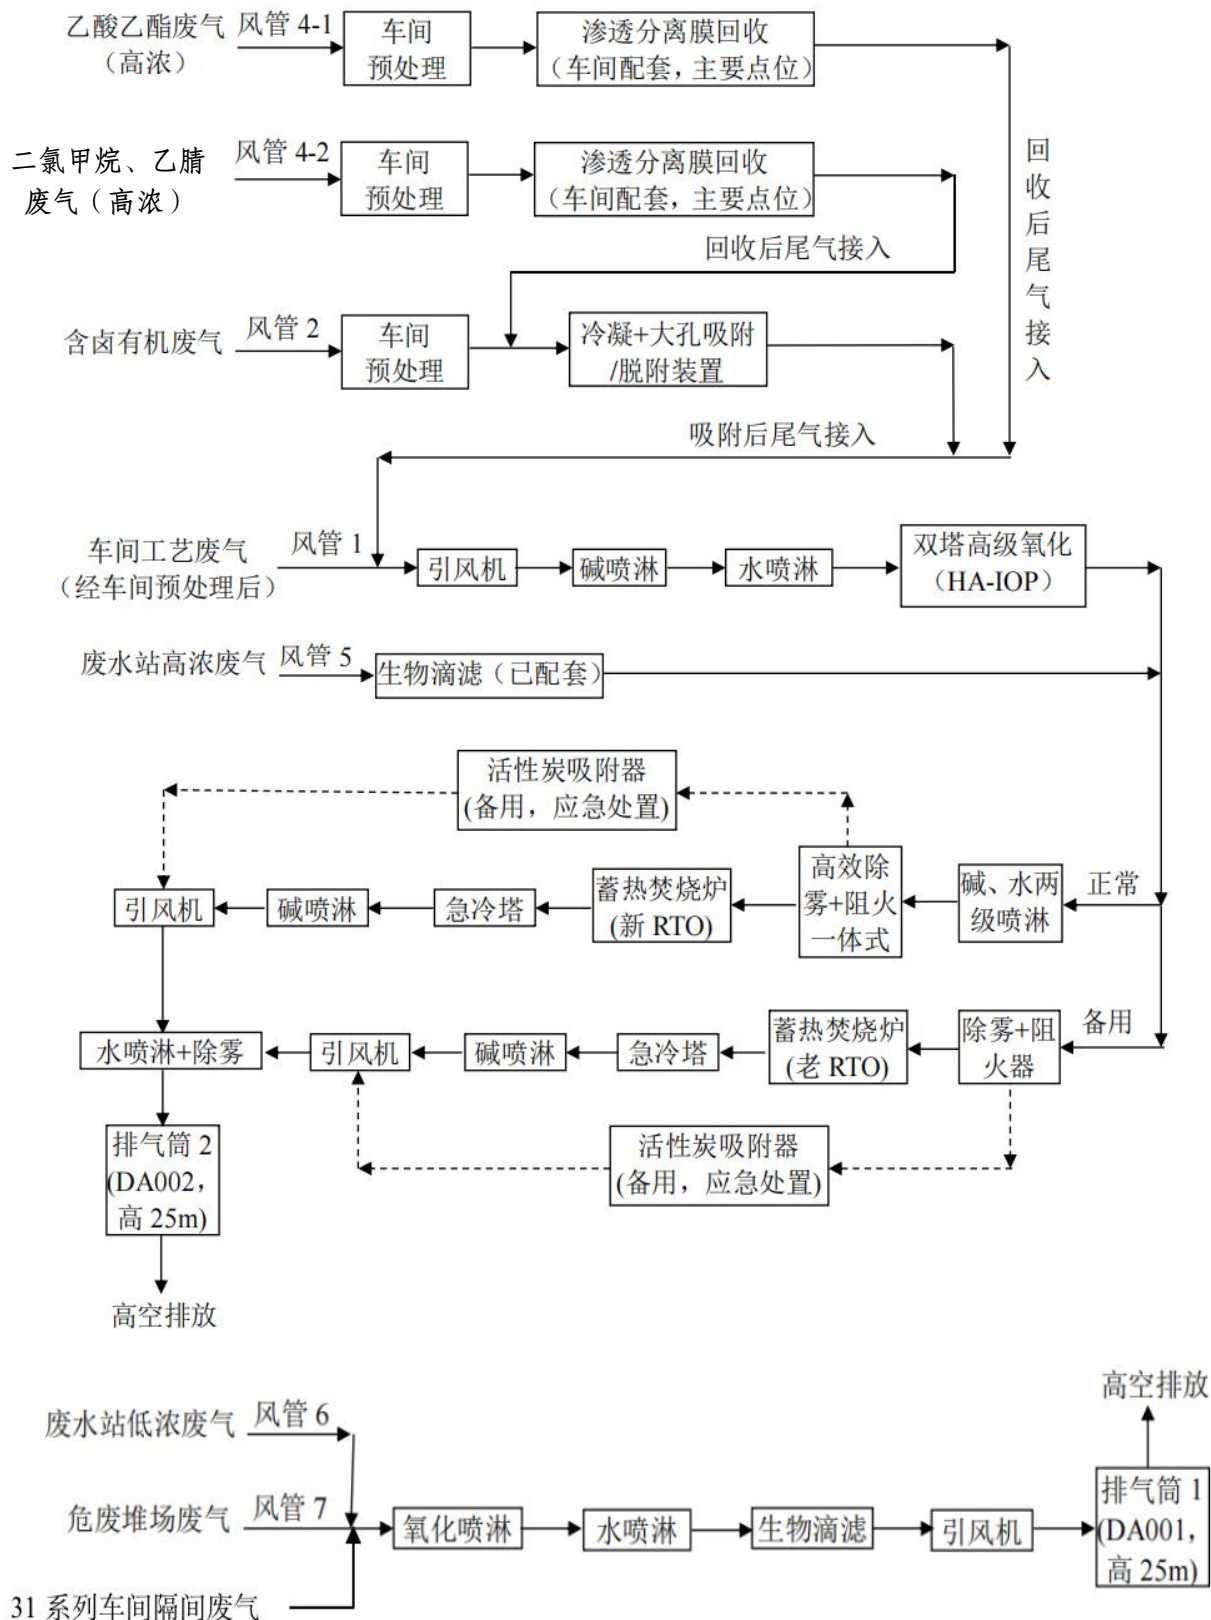 乙酸乙酯废气
（高浓）
风管 4-1
车间
预处理
渗透分离膜回收
（车间配套，主要点位）
二氯甲烷、乙腈
废气（高浓）
风管 4-2
车间
预处理
渗透分离膜回收
（车间配套，主要点位）
回收后尾气接入
回收后尾气接入
含卤有机废气
风管 2
车间
预处理
冷凝+大孔吸附
/脱附装置
吸附后尾气接入
车间工艺废气
（经车间预处理后）
风管 1
引风机
碱喷淋
水喷淋
双塔高级氧化
（HA-IOP）
废水站高浓废气
风管 5
生物滴滤（已配套）
活性炭吸附器
(备用，应急处置)
引风机
碱喷淋
急冷塔
蓄热焚烧炉
(新 RTO)
高效除
雾+阻火
一体式
碱、水两
级喷淋
正常
水喷淋+除雾
引风机
碱喷淋
急冷塔
蓄热焚烧炉
(老 RTO)
除雾+阻
火器
备用
活性炭吸附器
(备用，应急处置)
排气筒 2
(DA002，
高 25m)
高空排放
高空排放
废水站低浓废气
风管 6
危废堆场废气
风管 7
31 系列车间隔间废气
氧化喷淋
水喷淋
生物滴滤
引风机
排气筒 1
(DA001，
高 25m)